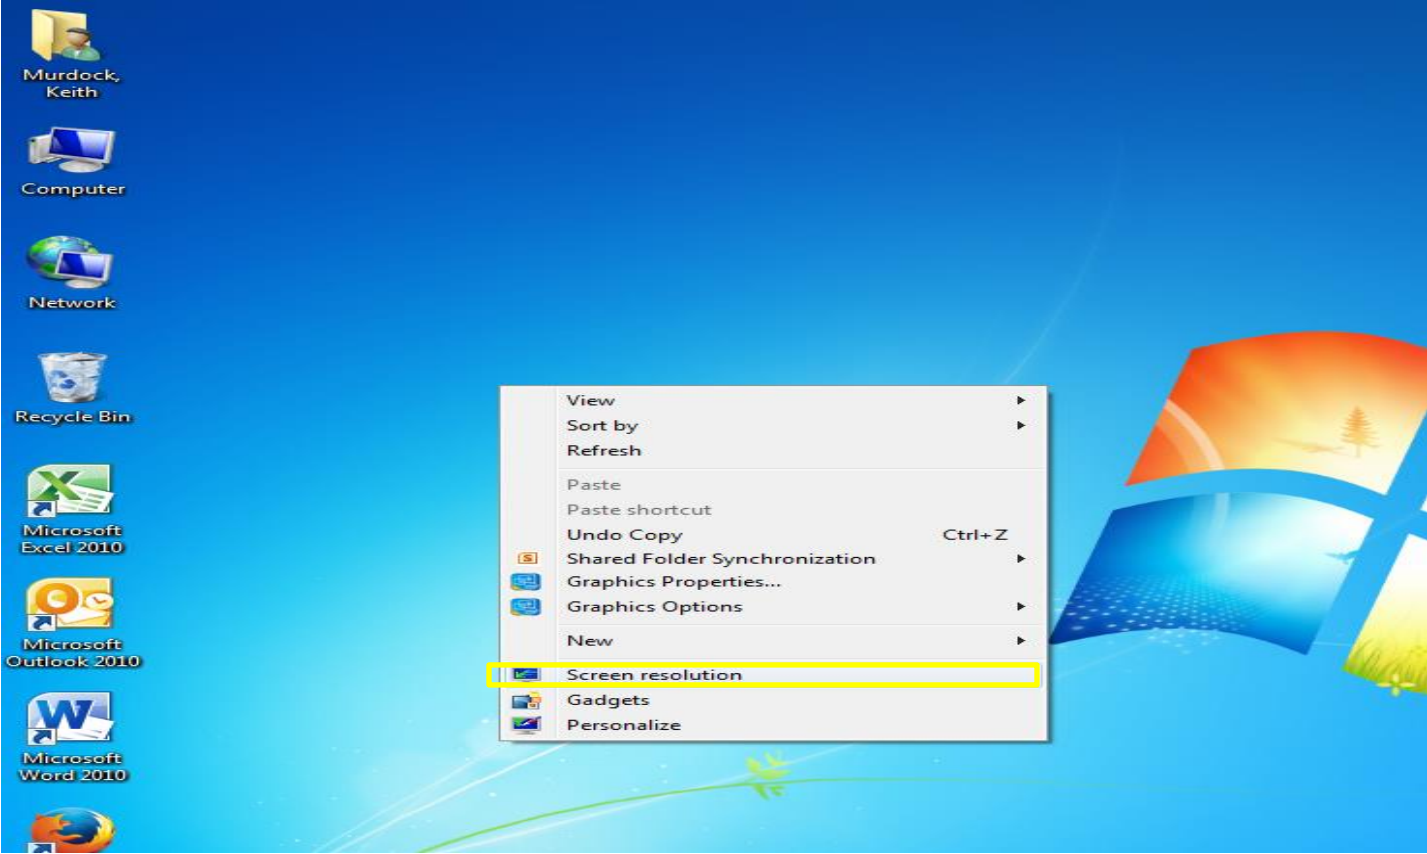 Murdock,
Keith
Computer
Network
Recycle Bin
Microsoft
Excel 2010
Microsoft
Outlook 2010
Microsoft
Word 2010
View
Sort by
Refresh
Paste
Paste shortcut
Undo Copy Ctrl+Z
Shared Folder Synchronization
Graphics Properties...
Graphics Options
New
Screen resolution
Gadgets
Personalize